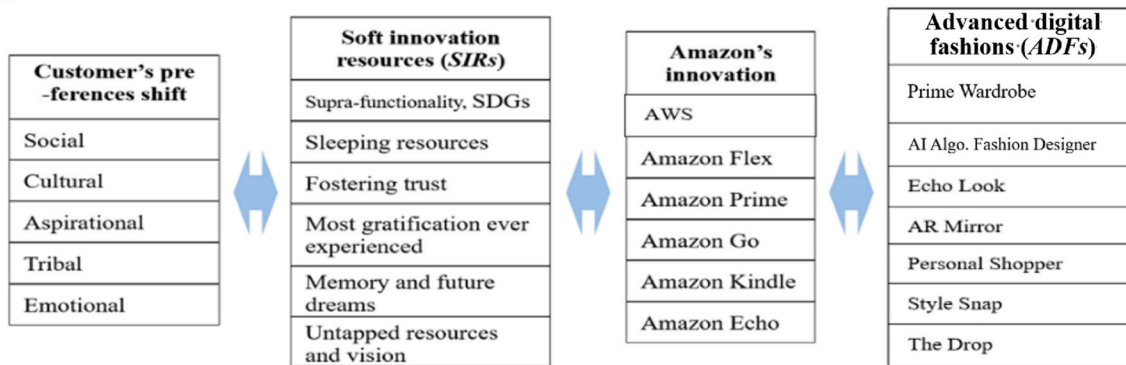 Customer's pre
-ferences shift
Social
Cultural
Aspirational
Tribal
Emotional
Soft innovation
resources (SIRs)
Supra-functionality, SDGs
Sleeping resources
Fostering trust
Most gratification ever
experienced
Memory and future
dreams
Untapped resources
and vision
Amazon's
innovation
AWS
Amazon Flex
Amazon Prime
Amazon Go
Amazon Kindle
Amazon Echo
Advanced digital
fashions (ADFs)
Prime Wardrobe
AI Algo. Fashion Designer
Echo Look
AR Mirror
Personal Shopper
Style Snap
The Drop